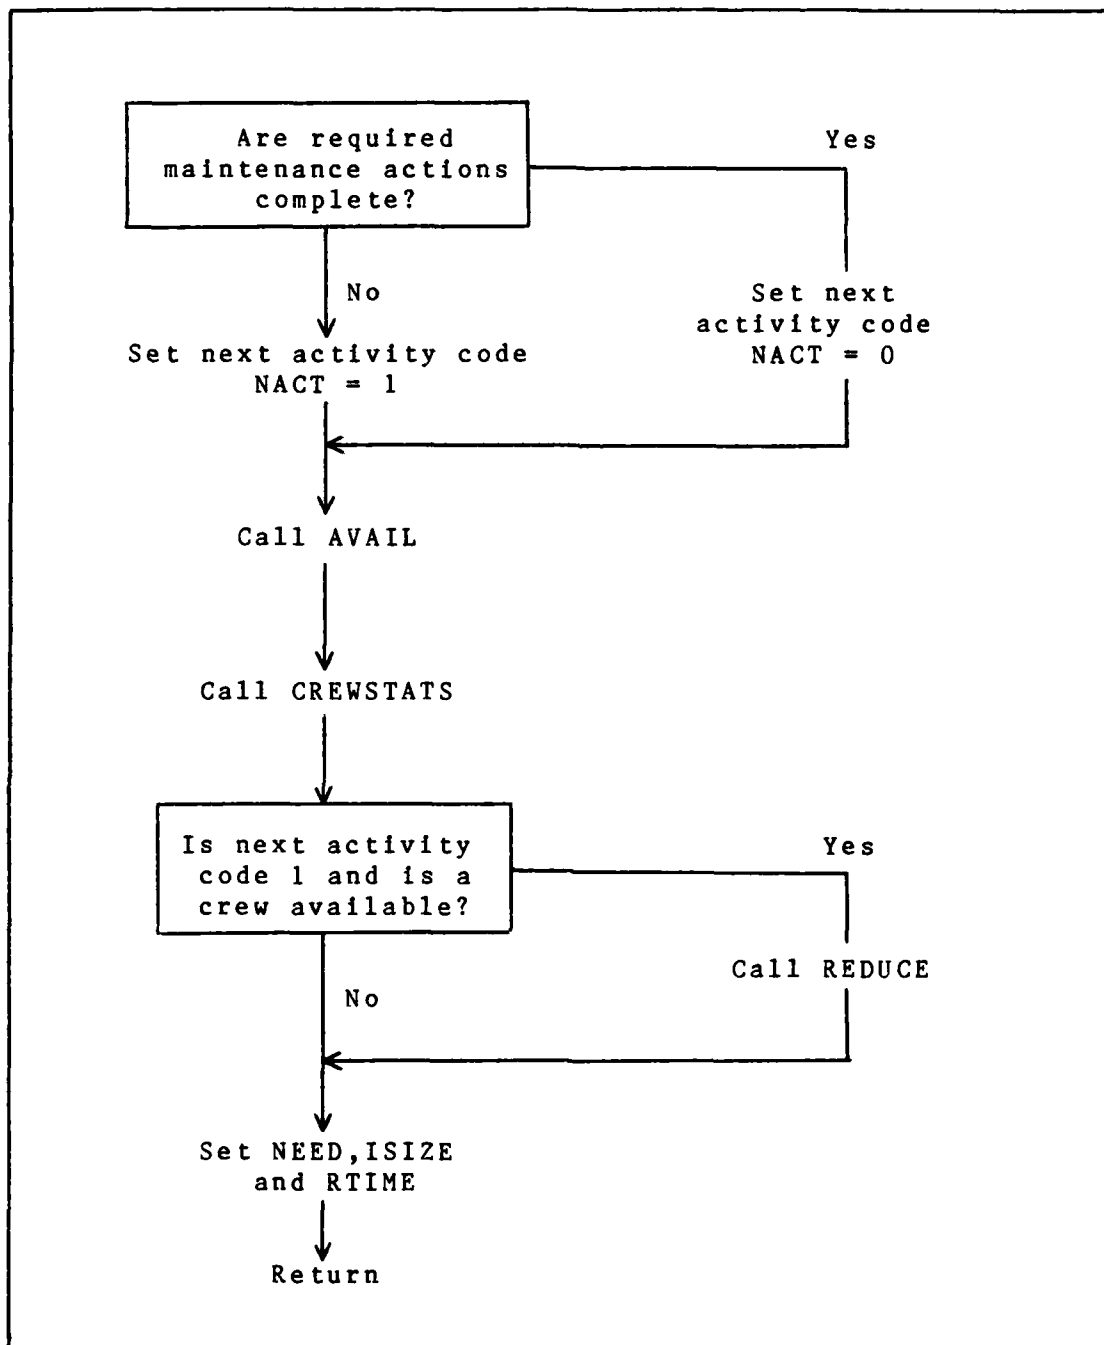 Are required
maintenance actions
complete?
Yes
No
Set next
activity code
NACT = 0
Set next activity code
NACT = 1
Call AVAIL
Call CREWSTATS
Is next activity
code 1 and is a
crew available?
Yes
Call REDUCE
No
Set NEED,ISIZE
and RTIME
Return